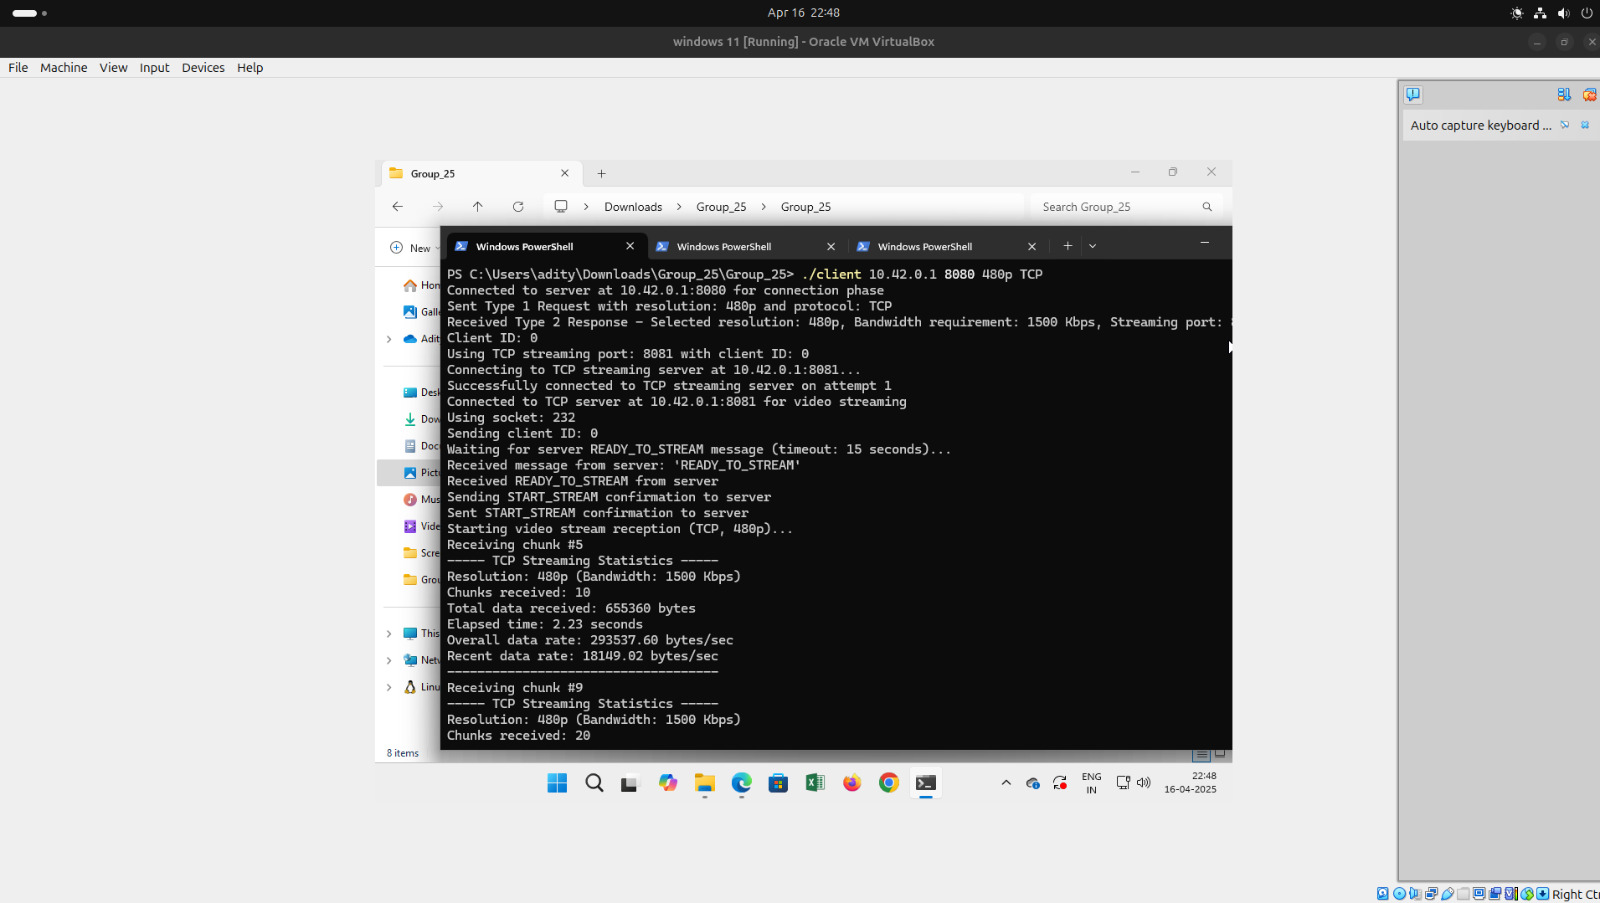 Apr 16 22:48
windows 11 [Running] - Oracle VM VirtualBox
File Machine View Input Devices Help
Auto capture keyboard ...
Group_25
Downloads > Group_25 > Group_25
Search Group_25
New
Windows PowerShell
Windows PowerShell
Windows PowerShell
PS C:\Users\adity\Downloads\Group_25\Group_25> ./client 10.42.0.1 8080 480p TCP
Connected to server at 10.42.0.1:8080 for connection phase
Sent Type 1 Request with resolution: 480p and protocol: TCP
Received Type 2 Response - Selected resolution: 480p, Bandwidth requirement: 1500 Kbps, Streaming port:
Client ID: 0
Using TCP streaming port: 8081 with client ID: 0
Connecting to TCP streaming server at 10.42.0.1:8081...
Successfully connected to TCP streaming server on attempt 1
Connected to TCP server at 10.42.0.1:8081 for video streaming
Using socket: 232
Sending client ID: 0
Waiting for server READY_TO_STREAM message (timeout: 15 seconds)...
Received message from server: 'READY_TO_STREAM'
Received READY_TO_STREAM from server
Sending START_STREAM confirmation to server
Sent START_STREAM confirmation to server
Starting video stream reception (TCP, 480p)...
Receiving chunk #5
----- TCP Streaming Statistics -----
Resolution: 480p (Bandwidth: 1500 Kbps)
Chunks received: 10
Total data received: 655360 bytes
Elapsed time: 2.23 seconds
Overall data rate: 293537.60 bytes/sec
Recent data rate: 18149.02 bytes/sec
------------------------------------
Receiving chunk #9
----- TCP Streaming Statistics -----
Resolution: 480p (Bandwidth: 1500 Kbps)
Chunks received: 20
Hon
Galle
Adit
Desk
Dow
Docu
Pictu
Mus
Vide
Scre
Grou
This
Netw
Linu
8 items
ENG
IN
22:48
16-04-2025
Right Ctr